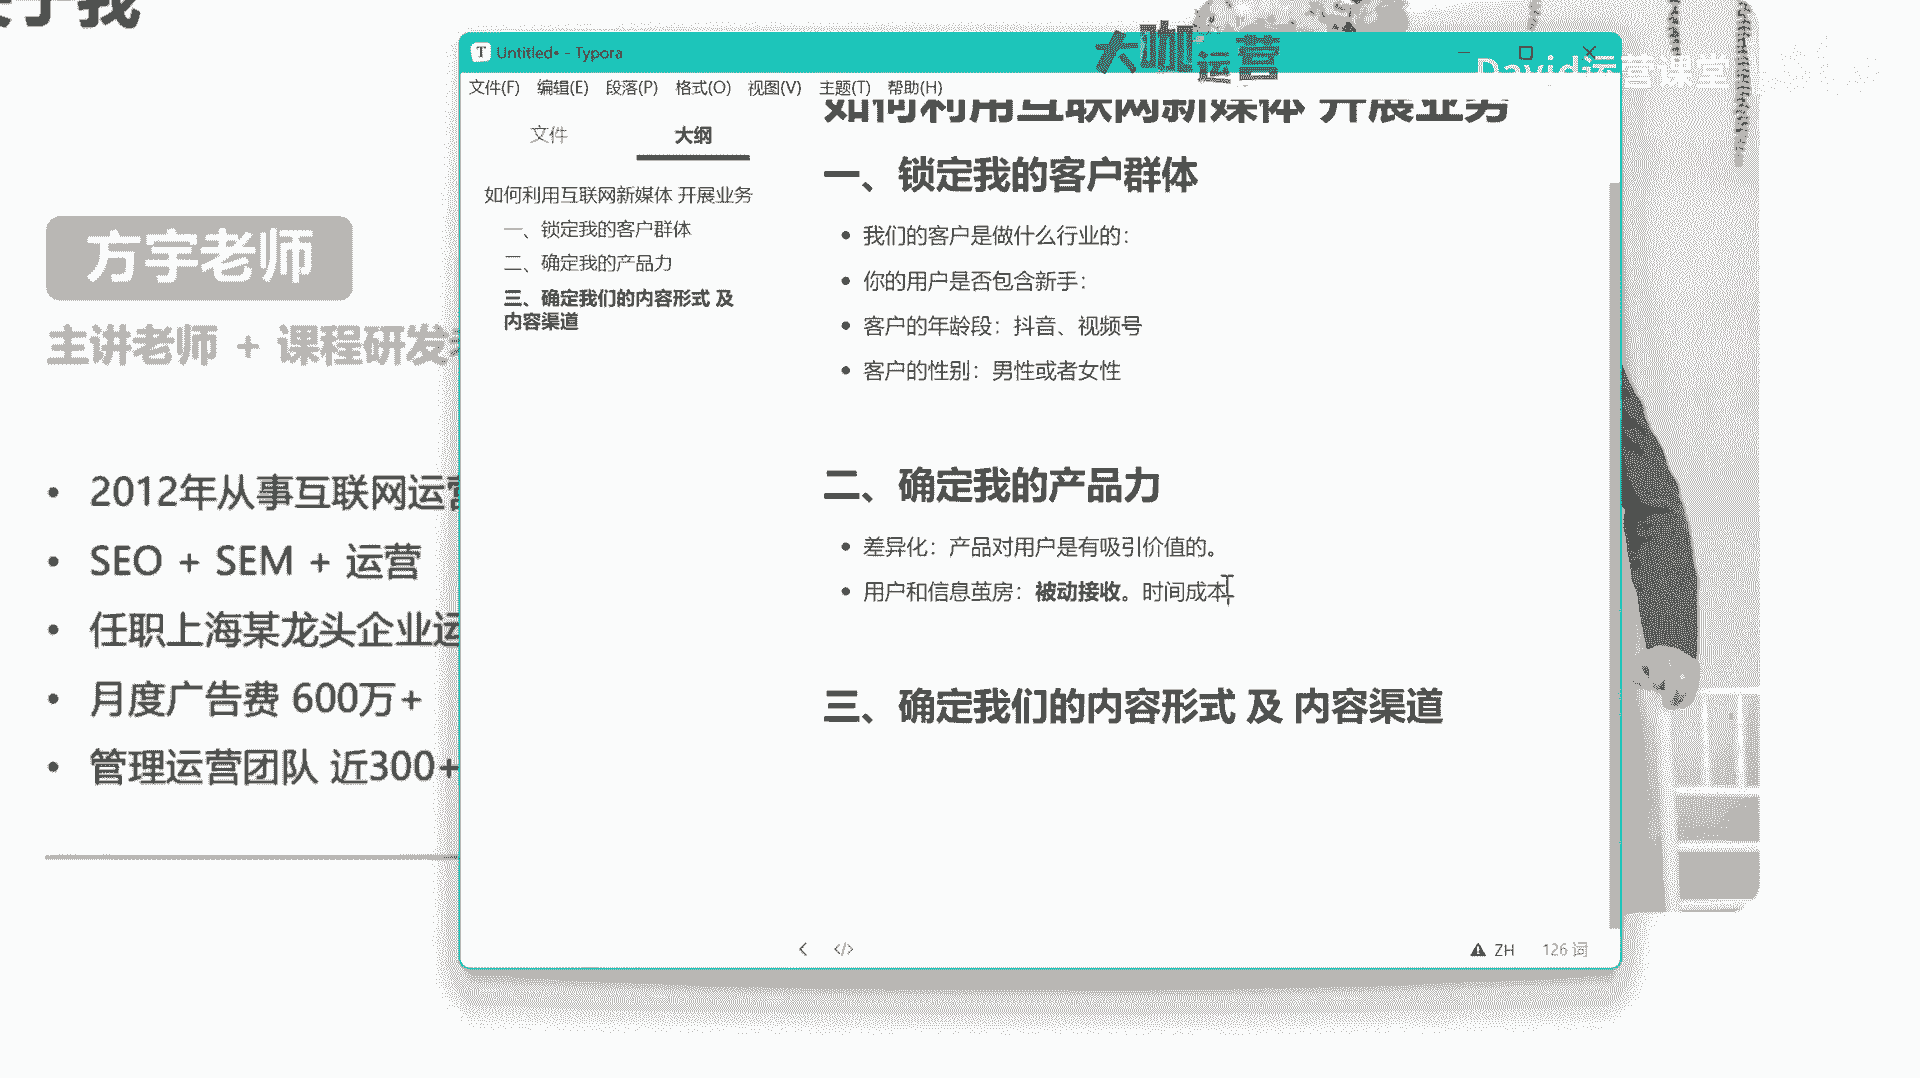 于我
方宇老师
主讲老师 + 课程研发
2012年从事互联网运营
SEO + SEM + 运营
任职上海某龙头企业运
月度广告费 600万+
管理运营团队 近300+
Untitled• - Typora
大咖运营
David运营课堂
文件(F) 编辑(E) 段落(P) 格式(O) 视图(V) 主题(T) 帮助(H)
文件 大纲
如何利用互联网新媒体 开展业务
一、锁定我的客户群体
二、确定我的产品力
三、确定我们的内容形式 及
内容渠道
如何利用互联网新媒体 开展业务
一、锁定我的客户群体
我们的客户是做什么行业的：
你的用户是否包含新手：
客户的年龄段：抖音、视频号
客户的性别：男性或者女性
二、确定我的产品力
差异化：产品对用户是有吸引价值的。
用户和信息茧房：被动接收。时间成本
三、确定我们的内容形式 及 内容渠道
ZH 126 词